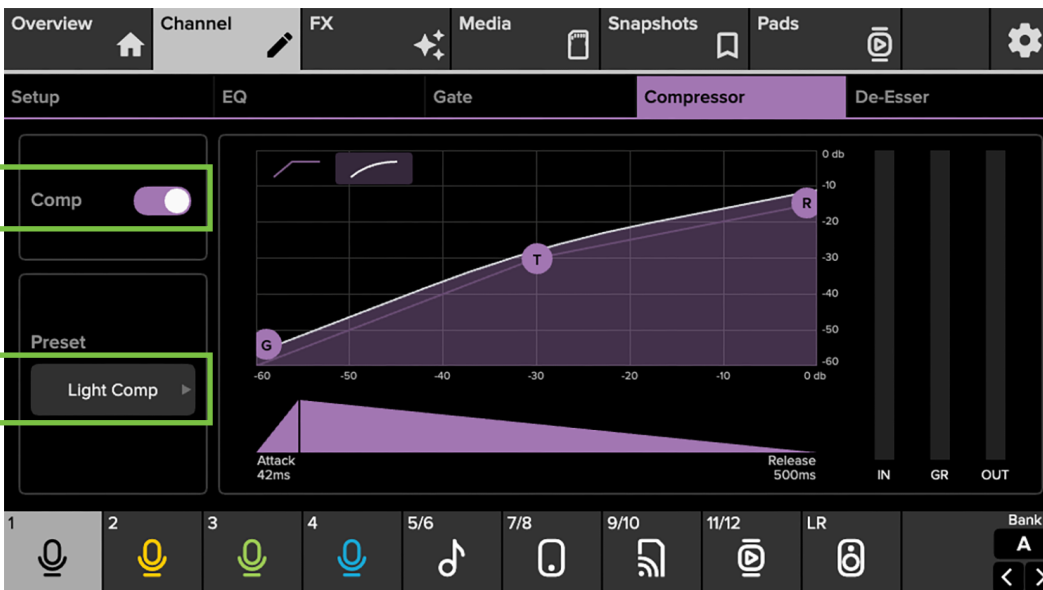 Overview
Channel
FX
Media
Snapshots
Pads
Setup
EQ
Gate
Compressor
De-Esser
Comp
Preset
Light Comp
G
T
R
0 db
-10
-20
-30
-40
-50
-60
-60
-50
-40
-30
-20
-10
0 db
Attack
42ms
Release
500ms
IN
GR
OUT
1
2
3
4
5/6
7/8
9/10
11/12
LR
Bank
A